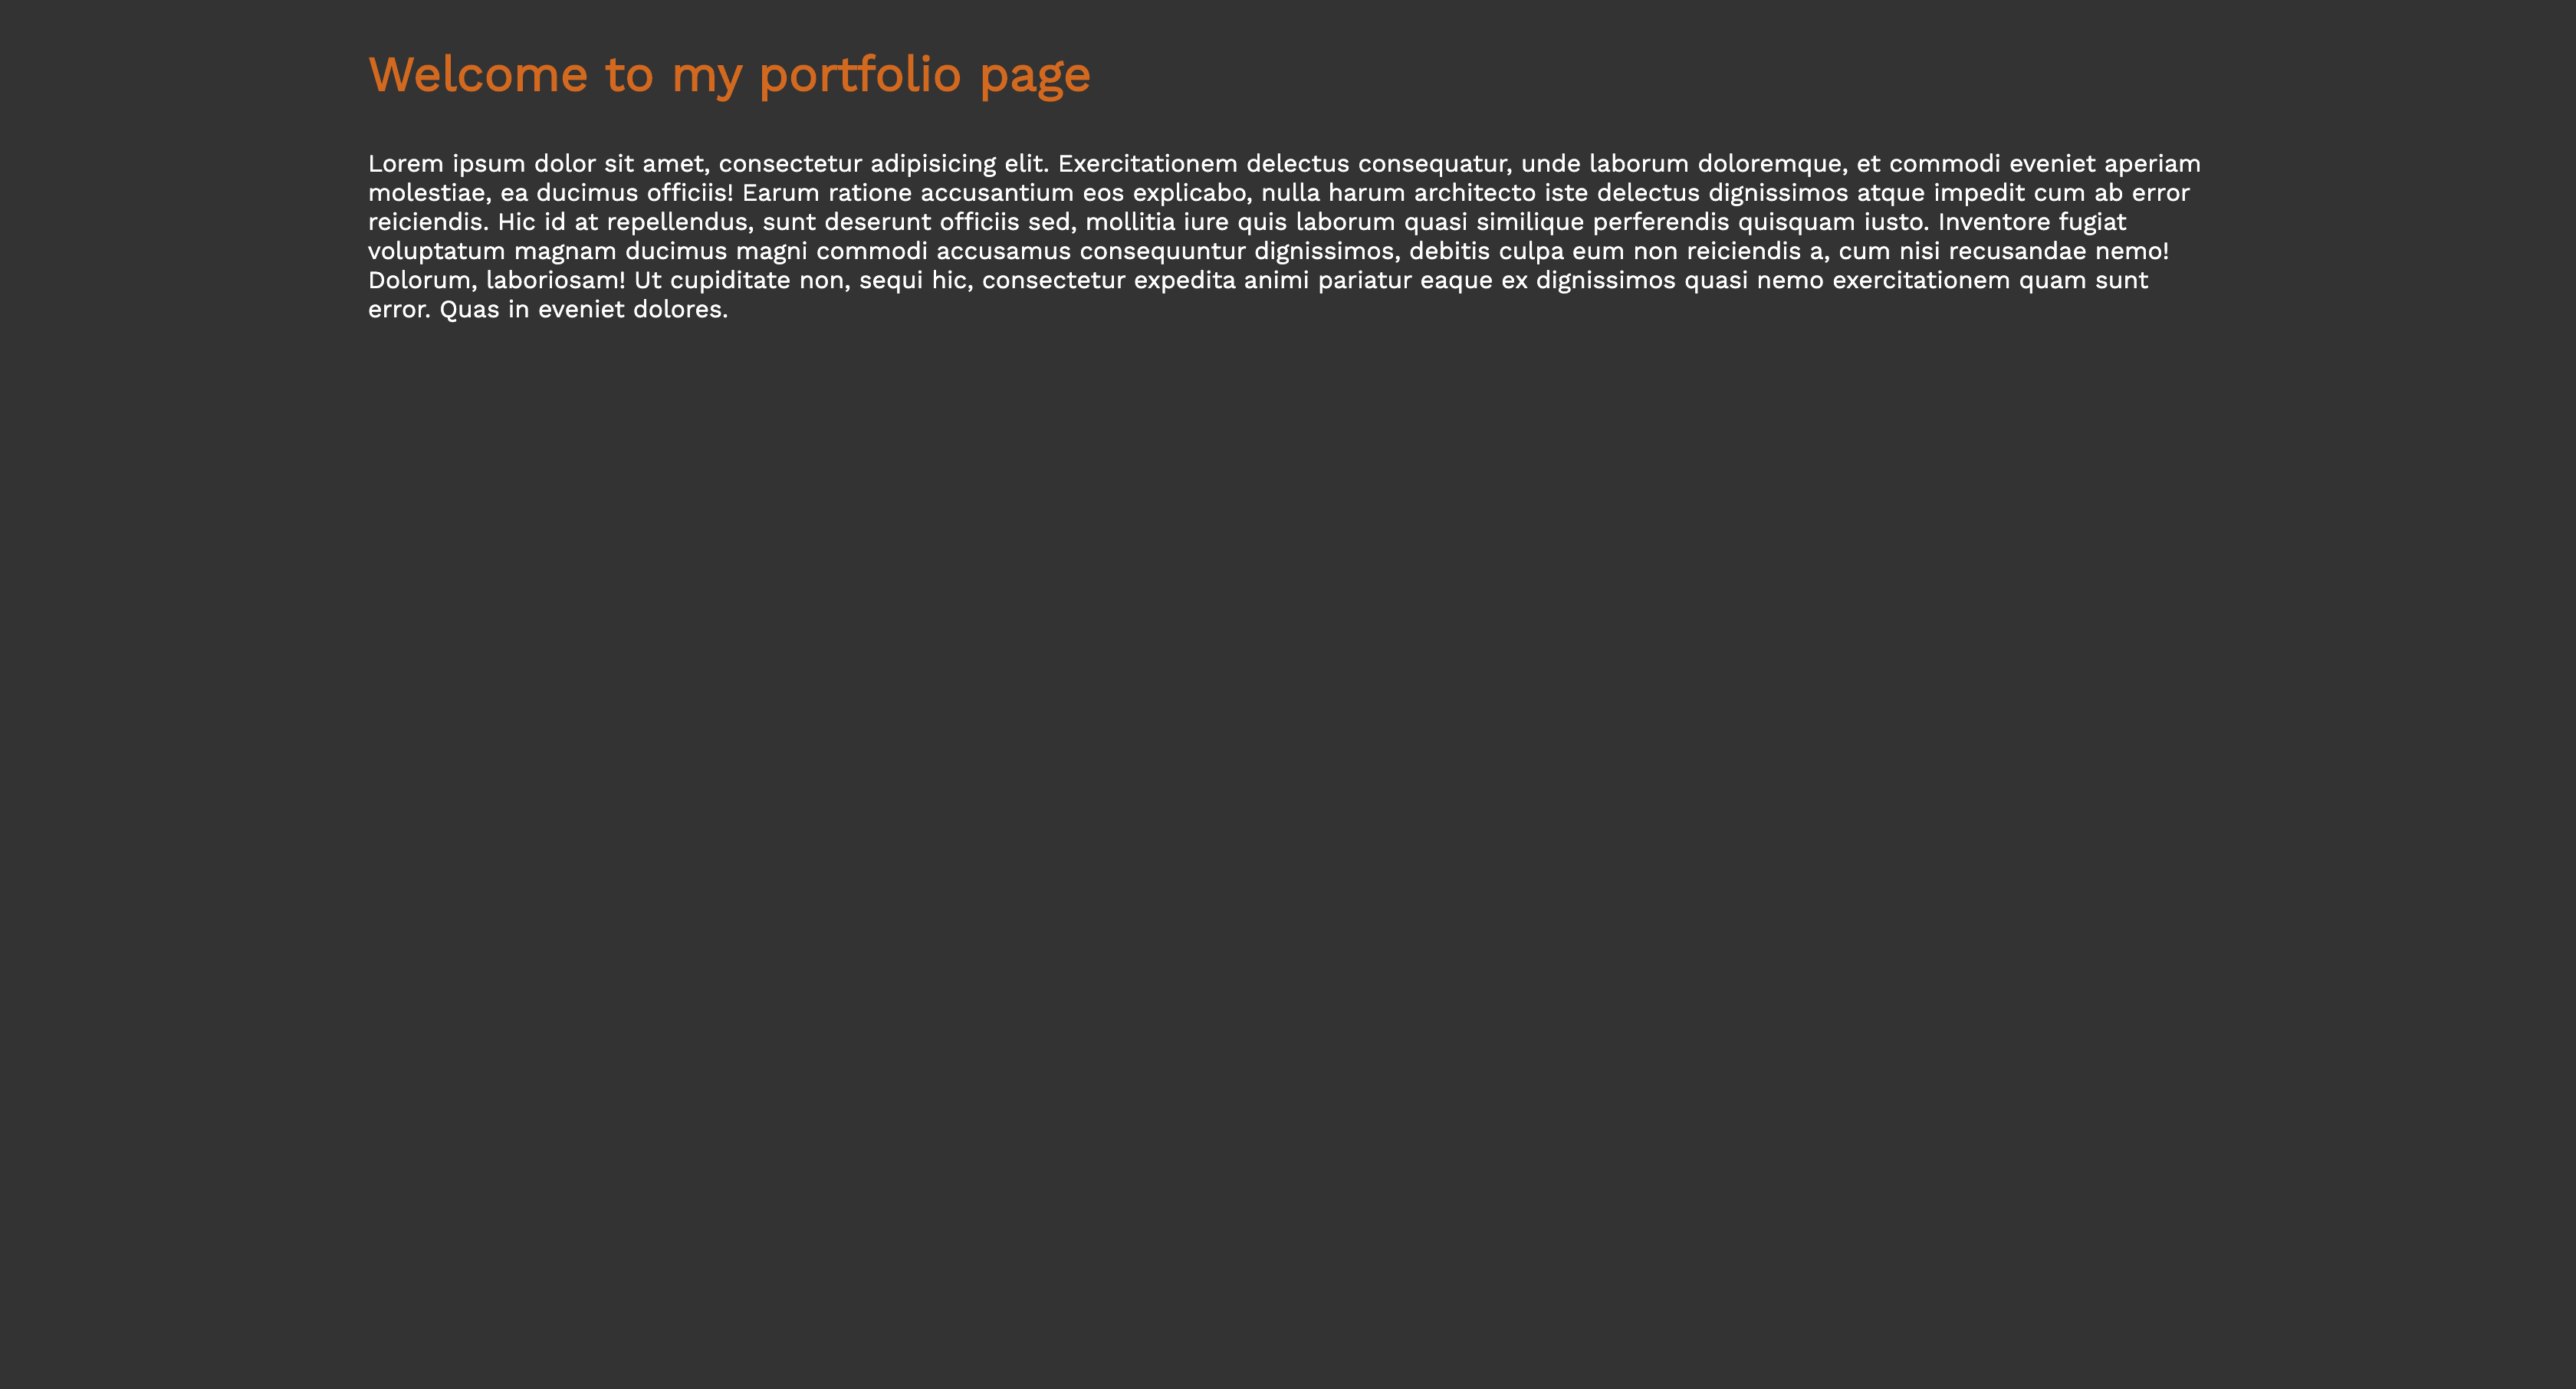 Welcome to my portfolio page
Lorem ipsum dolor sit amet, consectetur adipisicing elit. Exercitationem delectus consequatur, unde laborum doloremque, et commodi eveniet aperiam
molestiae, ea ducimus officiis! Earum ratione accusantium eos explicabo, nulla harum architecto iste delectus dignissimos atque impedit cum ab error
reiciendis. Hic id at repellendus, sunt deserunt officiis sed, mollitia iure quis laborum quasi similique perferendis quisquam iusto. Inventore fugiat
voluptatum magnam ducimus magni commodi accusamus consequuntur dignissimos, debitis culpa eum non reiciendis a, cum nisi recusandae nemo!
Dolorum, laboriosam! Ut cupiditate non, sequi hic, consectetur expedita animi pariatur eaque ex dignissimos quasi nemo exercitationem quam sunt
error. Quas in eveniet dolores.